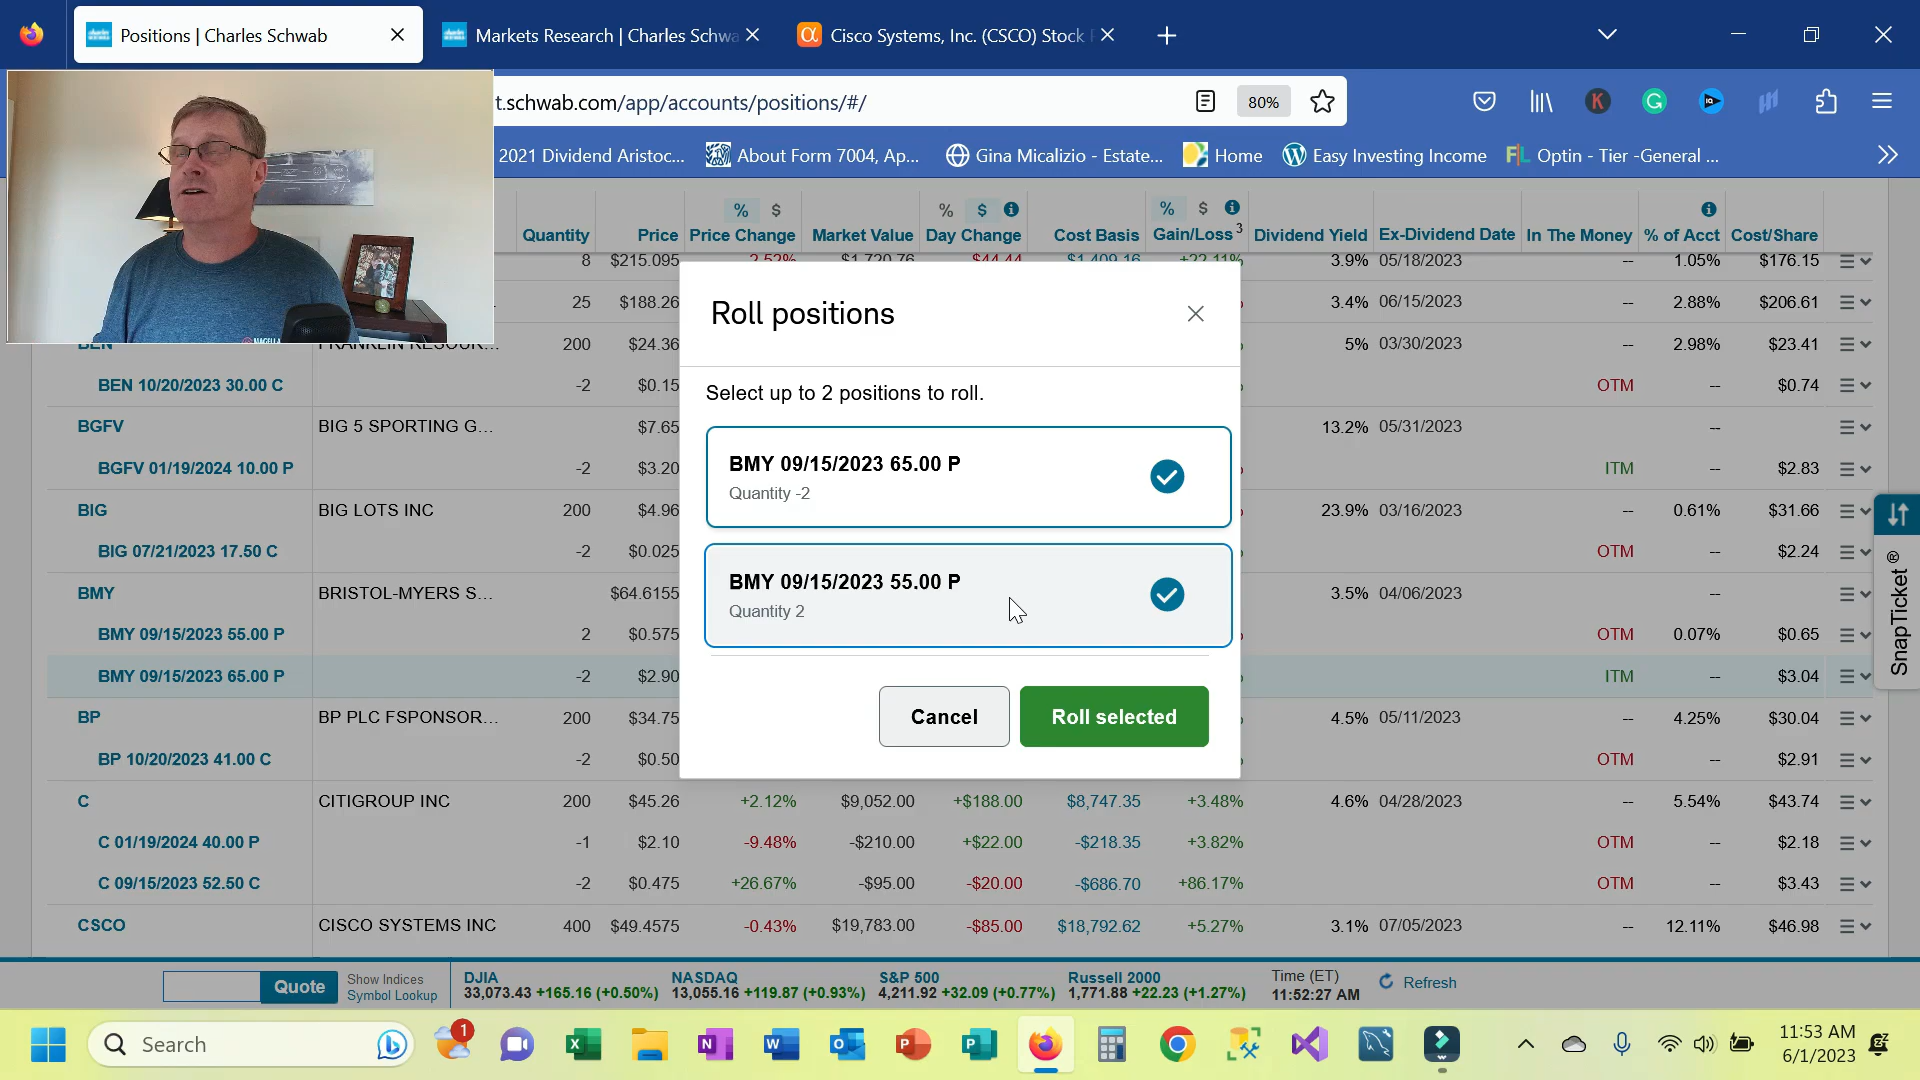 Positions | Charles Schwab
Markets Research | Charles Schwa
Cisco Systems, Inc. (CSCO) Stock
t.schwab.com/app/accounts/positions/#/
80%
2021 Dividend Aristoc...
About Form 7004, Ap...
Gina Micalizio - Estate...
Home
Easy Investing Income
Optin - Tier -General ...
% $ % $ % $
Quantity Price Price Change Market Value Day Change Cost Basis Gain/Loss3 Dividend Yield Ex-Dividend Date In The Money % of Acct Cost/Share
8 $215.095 -2.52% $1,720.76 $44.44 $1,409.16 +22.11% 3.9% 05/18/2023 -- 1.05% $176.15
25 $188.26 3.4% 06/15/2023 -- 2.88% $206.61
BEN FRANKLIN RESOUR... 200 $24.36 5% 03/30/2023 -- 2.98% $23.41
BEN 10/20/2023 30.00 C -2 $0.15 OTM -- $0.74
BGFV BIG 5 SPORTING G... $7.65 13.2% 05/31/2023 --
BGFV 01/19/2024 10.00 P -2 $3.20 ITM -- $2.83
BIG BIG LOTS INC 200 $4.96 23.9% 03/16/2023 -- 0.61% $31.66
BIG 07/21/2023 17.50 C -2 $0.025 OTM -- $2.24
BMY BRISTOL-MYERS S... $64.6155 3.5% 04/06/2023 --
BMY 09/15/2023 55.00 P 2 $0.575 OTM 0.07% $0.65
BMY 09/15/2023 65.00 P -2 $2.90 ITM -- $3.04
BP BP PLC FSPONSOR... 200 $34.75 4.5% 05/11/2023 -- 4.25% $30.04
BP 10/20/2023 41.00 C -2 $0.50 OTM -- $2.91
C CITIGROUP INC 200 $45.26 +2.12% $9,052.00 +$188.00 $8,747.35 +3.48% 4.6% 04/28/2023 -- 5.54% $43.74
C 01/19/2024 40.00 P -1 $2.10 -9.48% -$210.00 +$22.00 -$218.35 +3.82% OTM -- $2.18
C 09/15/2023 52.50 C -2 $0.475 +26.67% -$95.00 -$20.00 -$686.70 +86.17% OTM -- $3.43
CSCO CISCO SYSTEMS INC 400 $49.4575 -0.43% $19,783.00 -$85.00 $18,792.62 +5.27% 3.1% 07/05/2023 -- 12.11% $46.98
Roll positions
Select up to 2 positions to roll.
BMY 09/15/2023 65.00 P
Quantity -2
BMY 09/15/2023 55.00 P
Quantity 2
Cancel
Roll selected
SnapTicket®
Quote
Show Indices
Symbol Lookup
DJIA
33,073.43 +165.16 (+0.50%)
NASDAQ
13,055.16 +119.87 (+0.93%)
S&P 500
4,211.92 +32.09 (+0.77%)
Russell 2000
1,771.88 +22.23 (+1.27%)
Time (ET)
11:52:27 AM
Refresh
Search
1
11:53 AM
6/1/2023